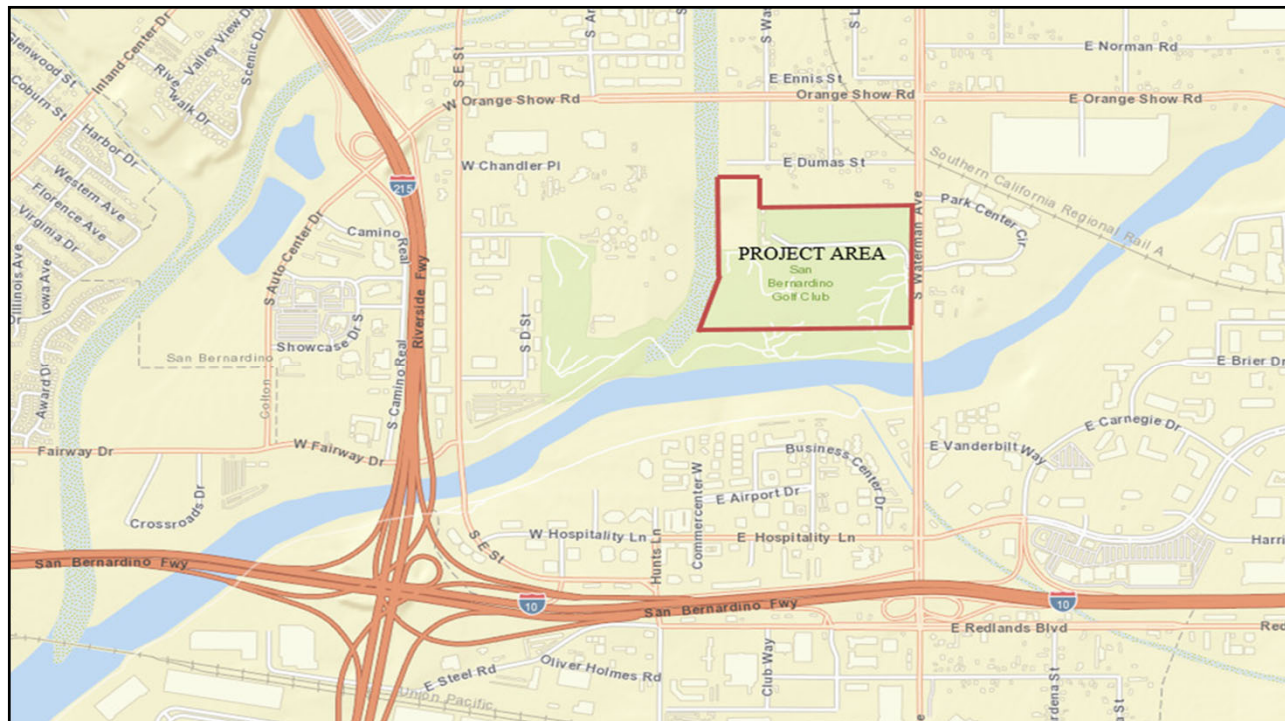 Glenwood St
Coburn St
Inland Center Dr
Valley View Dr
Scenic Dr
S E St
E Norman Rd
E Ennis St
W Orange Show Rd
Orange Show Rd
E Orange Show Rd
Harbor Dr
Western Ave
Florence Ave
Virginia Dr
W Chandler Pl
E Dumas St
Southern California Regional Rail A
215
Illinois Ave
Iowa Ave
Camino
Real
Riverside Fwy
S Auto Center Dr
Park Center Cir
S Waterman Ave
PROJECT AREA
San
Bernardino
Golf Club
S D St
Showcase Dr S
San Bernardino
Colton
S Camino Real
Award Dr
E Brier Dr
E Carnegie Dr
Fairway Dr
W Fairway Dr
E Vanderbilt Way
Business Center Dr
Commercenter W
E Airport Dr
Crossroads Dr
S E St
W Hospitality Ln
Hunts Ln
E Hospitality Ln
Harri
San Bernardino Fwy
10
San Bernardino Fwy
10
E Redlands Blvd
Red
E Steel Rd
Oliver Holmes Rd
Club Way
Union Pacific